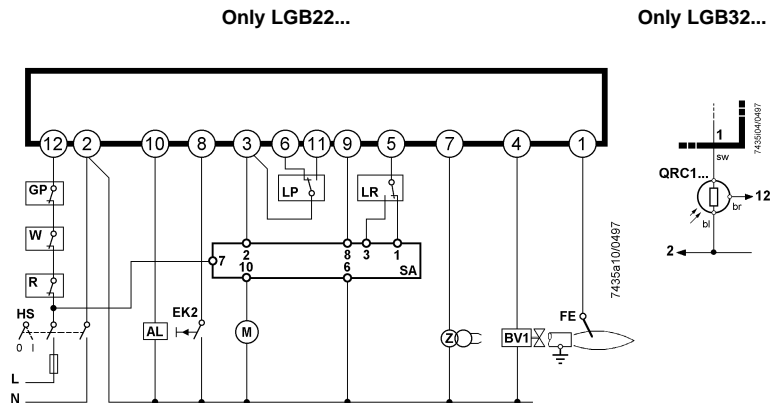 Only LGB22... Only LGB32...
12 2 10 8 3 6 11 9 5 7 4 1
1
sw
7435i04/0497
QRC1...
12
br
bl
2
GP
LP
LR
W
7435a10/0497
2 8 3 1
7
10 6 SA
R
HS
EK2
FE
0 I
AL
M
Z
BV1
L
N